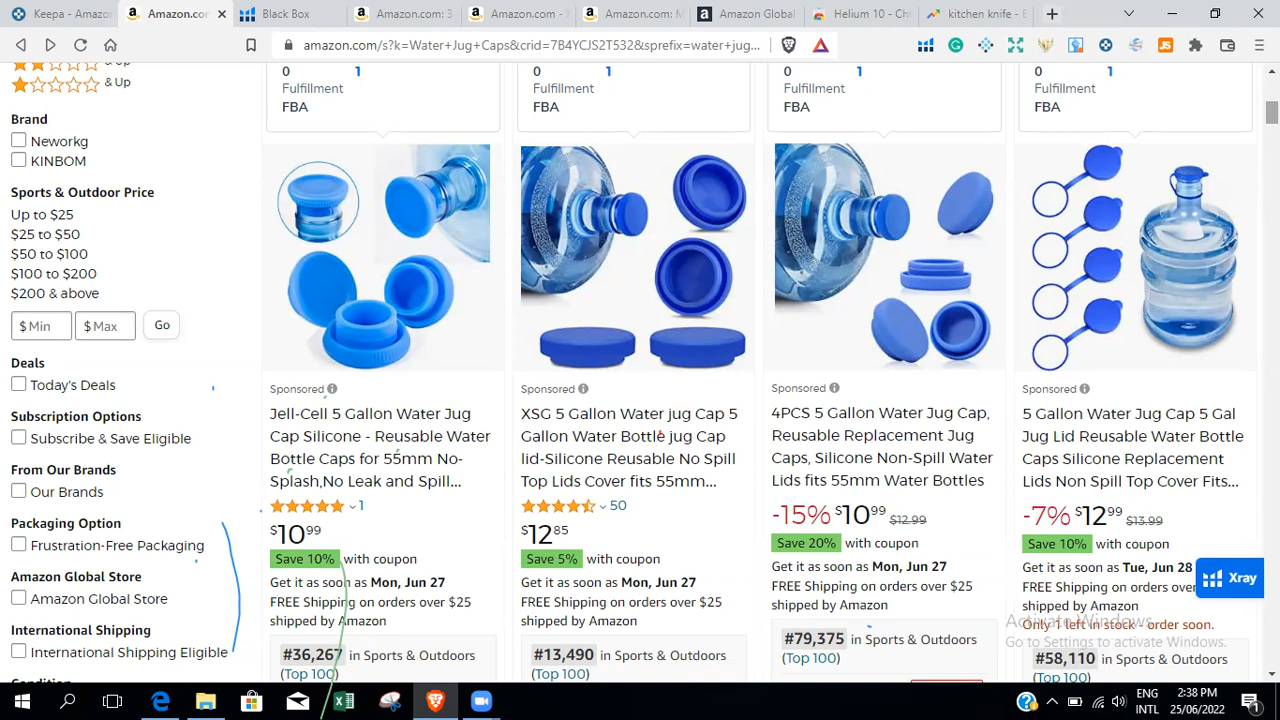 Keepa - Amazo
Amazon.co
Black Box
Amazon.com: 3
Amazon.com -
Amazon.com: M
Amazon Global
Helium 10 - Ch
kitchen knife - E
amazon.com/s?k=Water+Jug+Caps&crid=7B4YCJS2T532&sprefix=water+jug...
& Up
& Up
Brand
Neworkg
KINBOM
Sports & Outdoor Price
Up to $25
$25 to $50
$50 to $100
$100 to $200
$200 & above
$ Min
$ Max
Go
Deals
Today's Deals
Subscription Options
Subscribe & Save Eligible
From Our Brands
Our Brands
Packaging Option
Frustration-Free Packaging
Amazon Global Store
Amazon Global Store
International Shipping
International Shipping Eligible
Condition
0 1
Fulfillment
FBA
Sponsored
Jell-Cell 5 Gallon Water Jug
Cap Silicone - Reusable Water
Bottle Caps for 55mm No-
Splash,No Leak and Spill...
1
$10 99
Save 10% with coupon
Get it as soon as Mon, Jun 27
FREE Shipping on orders over $25
shipped by Amazon
#36,267 in Sports & Outdoors
(Top 100)
0 1
Fulfillment
FBA
Sponsored
XSG 5 Gallon Water jug Cap 5
Gallon Water Bottle jug Cap
lid-Silicone Reusable No Spill
Top Lids Cover fits 55mm...
50
$12 85
Save 5% with coupon
Get it as soon as Mon, Jun 27
FREE Shipping on orders over $25
shipped by Amazon
#13,490 in Sports & Outdoors
(Top 100)
0 1
Fulfillment
FBA
Sponsored
4PCS 5 Gallon Water Jug Cap,
Reusable Replacement Jug
Caps, Silicone Non-Spill Water
Lids fits 55mm Water Bottles
-15% $10 99 $12.99
Save 20% with coupon
Get it as soon as Mon, Jun 27
FREE Shipping on orders over $25
shipped by Amazon
#79,375 in Sports & Outdoors
(Top 100)
0 1
Fulfillment
FBA
Sponsored
5 Gallon Water Jug Cap 5 Gal
Jug Lid Reusable Water Bottle
Caps Silicone Replacement
Lids Non Spill Top Cover Fits...
-7% $12 99 $13.99
Save 10% with coupon
Get it as soon as Tue, Jun 28
FREE Shipping on orders over
shipped by Amazon
Only 1 left in stock - order soon.
#58,110 in Sports & Outdoors
(Top 100)
Xray
Activate Windows
Go to Settings to activate Windows.
ENG
INTL
2:38 PM
25/06/2022
1